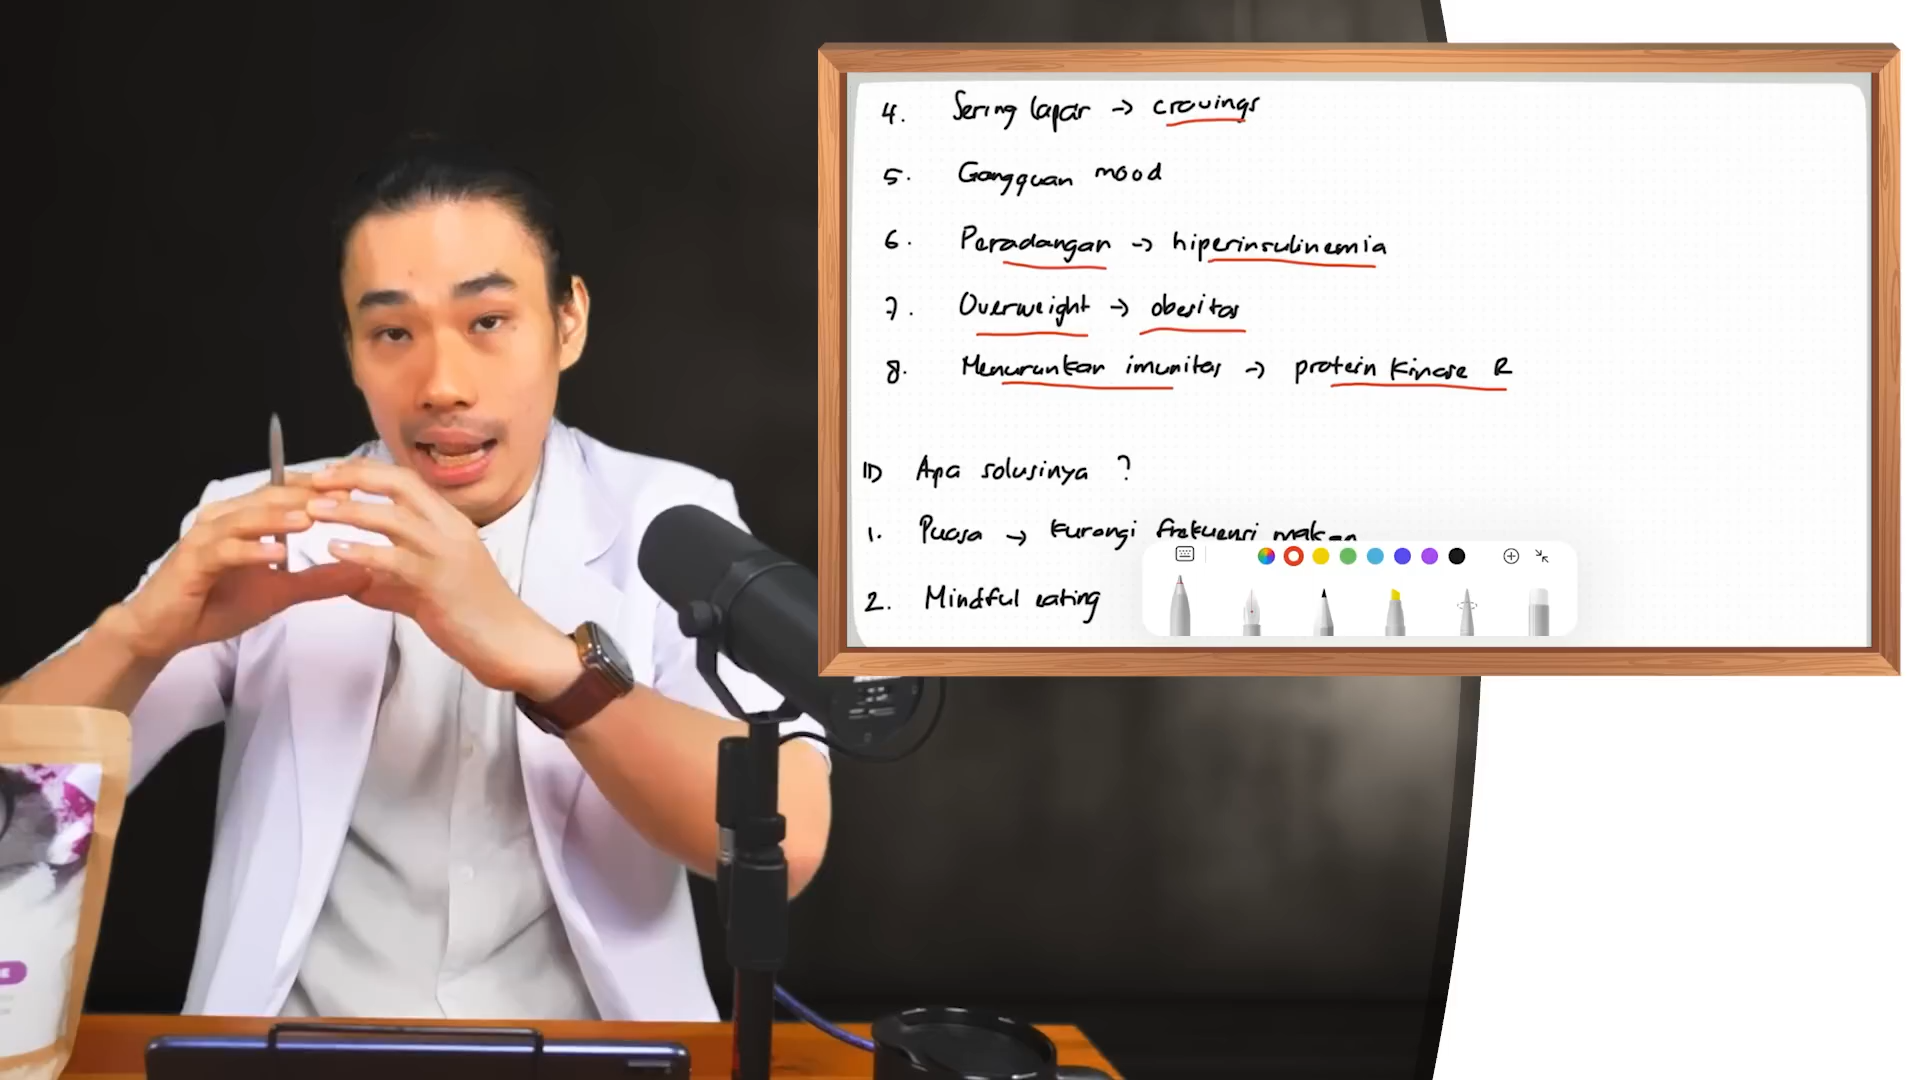 4. Sering lapar → cravings
5. Gangguan mood
6. Peradangan → hiperinsulinemia
7. Overweight → obesitas
8. Menurunkan imunitas → protein kinase R
II) Apa solusinya ?
1. Puasa → kurangi frekuensi makan
2. Mindful eating